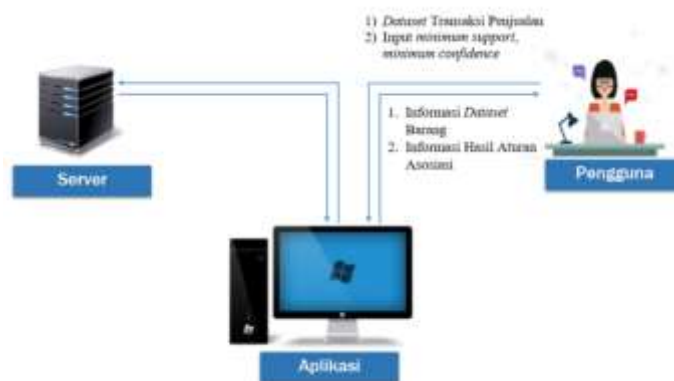 1) Dataset Transaksi Penjualan
2) Input minimum support,
minimum confidence
1. Informasi Dataset
Barang
2. Informasi Hasil Aturan
Asosiasi
Server
Pengguna
Aplikasi